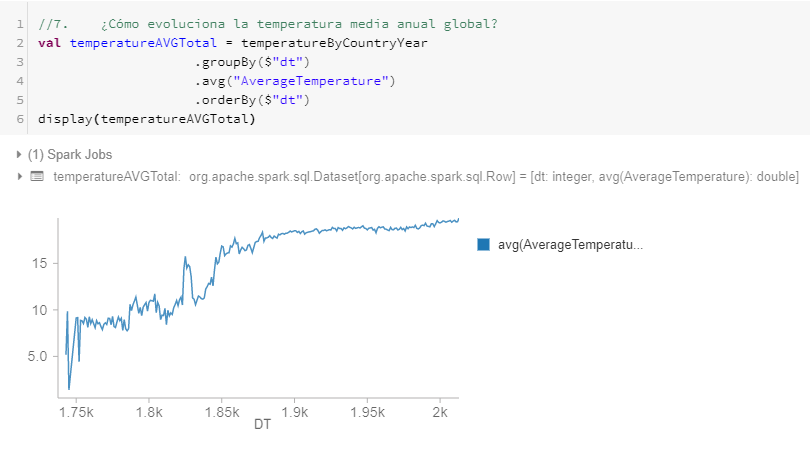 1 //7.    ¿Cómo evoluciona la temperatura media anual global?
2 val temperatureAVGTotal = temperatureByCountryYear
3                     .groupBy($"dt")
4                     .avg("AverageTemperature")
5                     .orderBy($"dt")
6 display(temperatureAVGTotal)
(1) Spark Jobs
temperatureAVGTotal: org.apache.spark.sql.Dataset[org.apache.spark.sql.Row] = [dt: integer, avg(AverageTemperature): double]
avg(AverageTemperatu...
15
10
5.0
1.75k 1.8k 1.85k 1.9k 1.95k 2k
DT